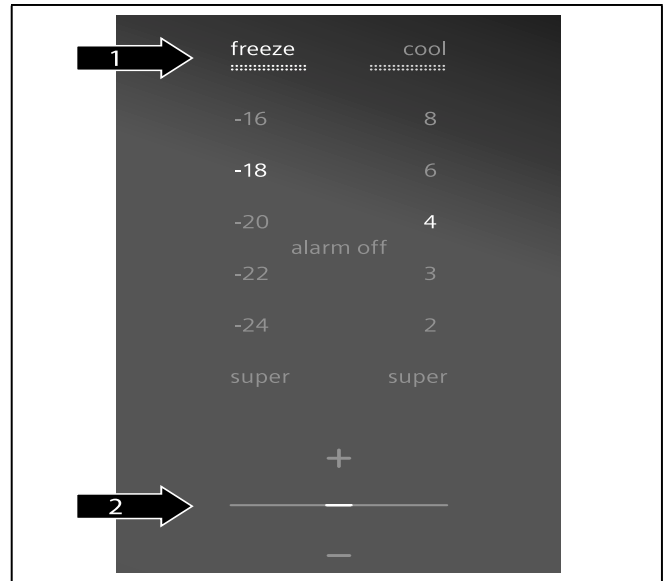 1 freeze cool
-16 8
-18 6
-20 4
alarm off
-22 3
-24 2
super super
+
2
−